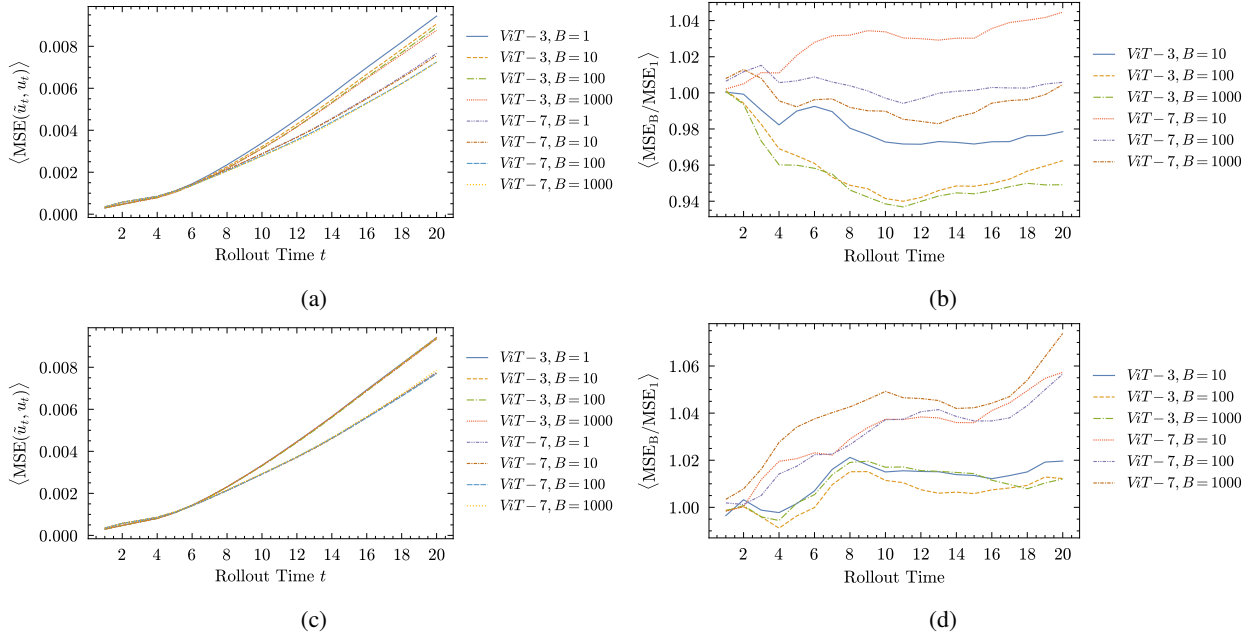 0.008
0.006
0.004
0.002
0.000
⟨MSE(ũ_t, u_t)⟩
2 4 6 8 10 12 14 16 18 20
Rollout Time t
ViT − 3, B = 1
ViT − 3, B = 10
ViT − 3, B = 100
ViT − 3, B = 1000
ViT − 7, B = 1
ViT − 7, B = 10
ViT − 7, B = 100
ViT − 7, B = 1000
(a)
1.04
1.02
1.00
0.98
0.96
0.94
⟨MSE_B/MSE_1⟩
2 4 6 8 10 12 14 16 18 20
Rollout Time
ViT − 3, B = 10
ViT − 3, B = 100
ViT − 3, B = 1000
ViT − 7, B = 10
ViT − 7, B = 100
ViT − 7, B = 1000
(b)
0.008
0.006
0.004
0.002
0.000
⟨MSE(ũ_t, u_t)⟩
2 4 6 8 10 12 14 16 18 20
Rollout Time t
ViT − 3, B = 1
ViT − 3, B = 10
ViT − 3, B = 100
ViT − 3, B = 1000
ViT − 7, B = 1
ViT − 7, B = 10
ViT − 7, B = 100
ViT − 7, B = 1000
(c)
1.06
1.04
1.02
1.00
⟨MSE_B/MSE_1⟩
2 4 6 8 10 12 14 16 18 20
Rollout Time
ViT − 3, B = 10
ViT − 3, B = 100
ViT − 3, B = 1000
ViT − 7, B = 10
ViT − 7, B = 100
ViT − 7, B = 1000
(d)